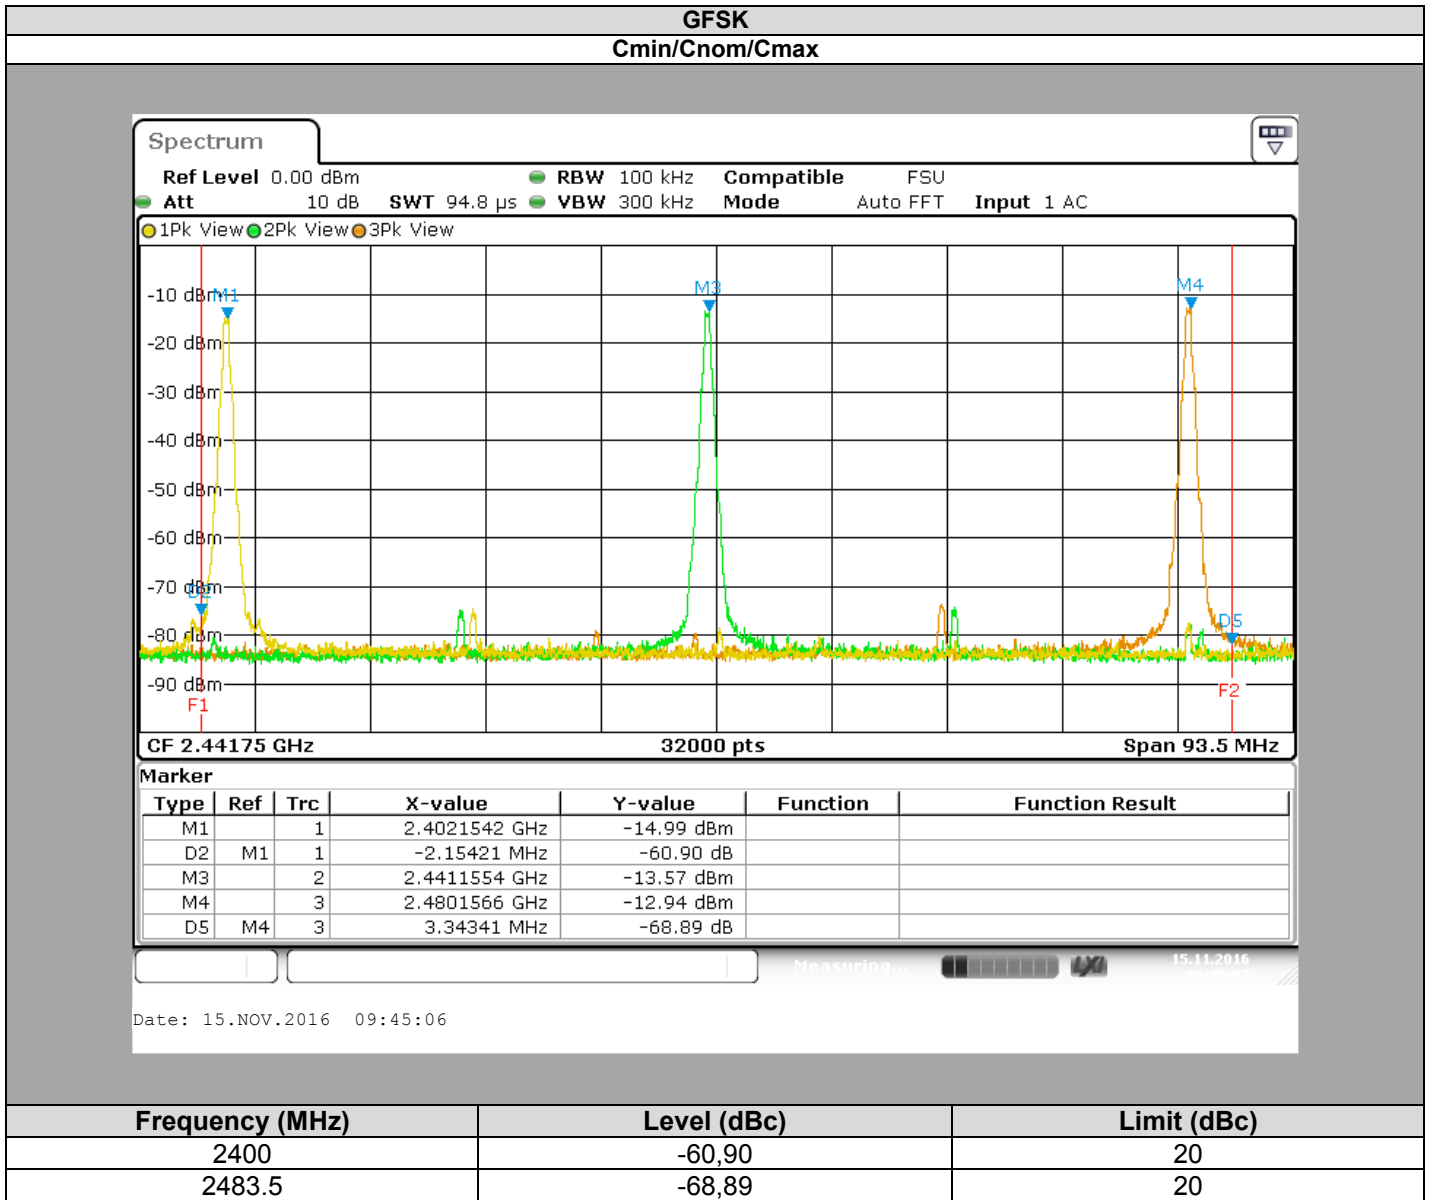 GFSK
Cmin/Cnom/Cmax
Spectrum
Ref Level 0.00 dBm RBW 100 kHz Compatible FSU
Att 10 dB SWT 94.8 µs VBW 300 kHz Mode Auto FFT Input 1 AC
1Pk View 2Pk View 3Pk View
M1
M3
M4
-10 dBm
-20 dBm
-30 dBm
-40 dBm
-50 dBm
-60 dBm
-70 dBm
D2
-80 dBm
D5
-90 dBm
F1
F2
CF 2.44175 GHz 32000 pts Span 93.5 MHz
Marker
Type Ref Trc X-value Y-value Function Function Result
M1 1 2.4021542 GHz -14.99 dBm
D2 M1 1 -2.15421 MHz -60.90 dB
M3 2 2.4411554 GHz -13.57 dBm
M4 3 2.4801566 GHz -12.94 dBm
D5 M4 3 3.34341 MHz -68.89 dB
Measuring... LXI 15.11.2016
Date: 15.NOV.2016 09:45:06
Frequency (MHz) Level (dBc) Limit (dBc)
2400 -60,90 20
2483.5 -68,89 20